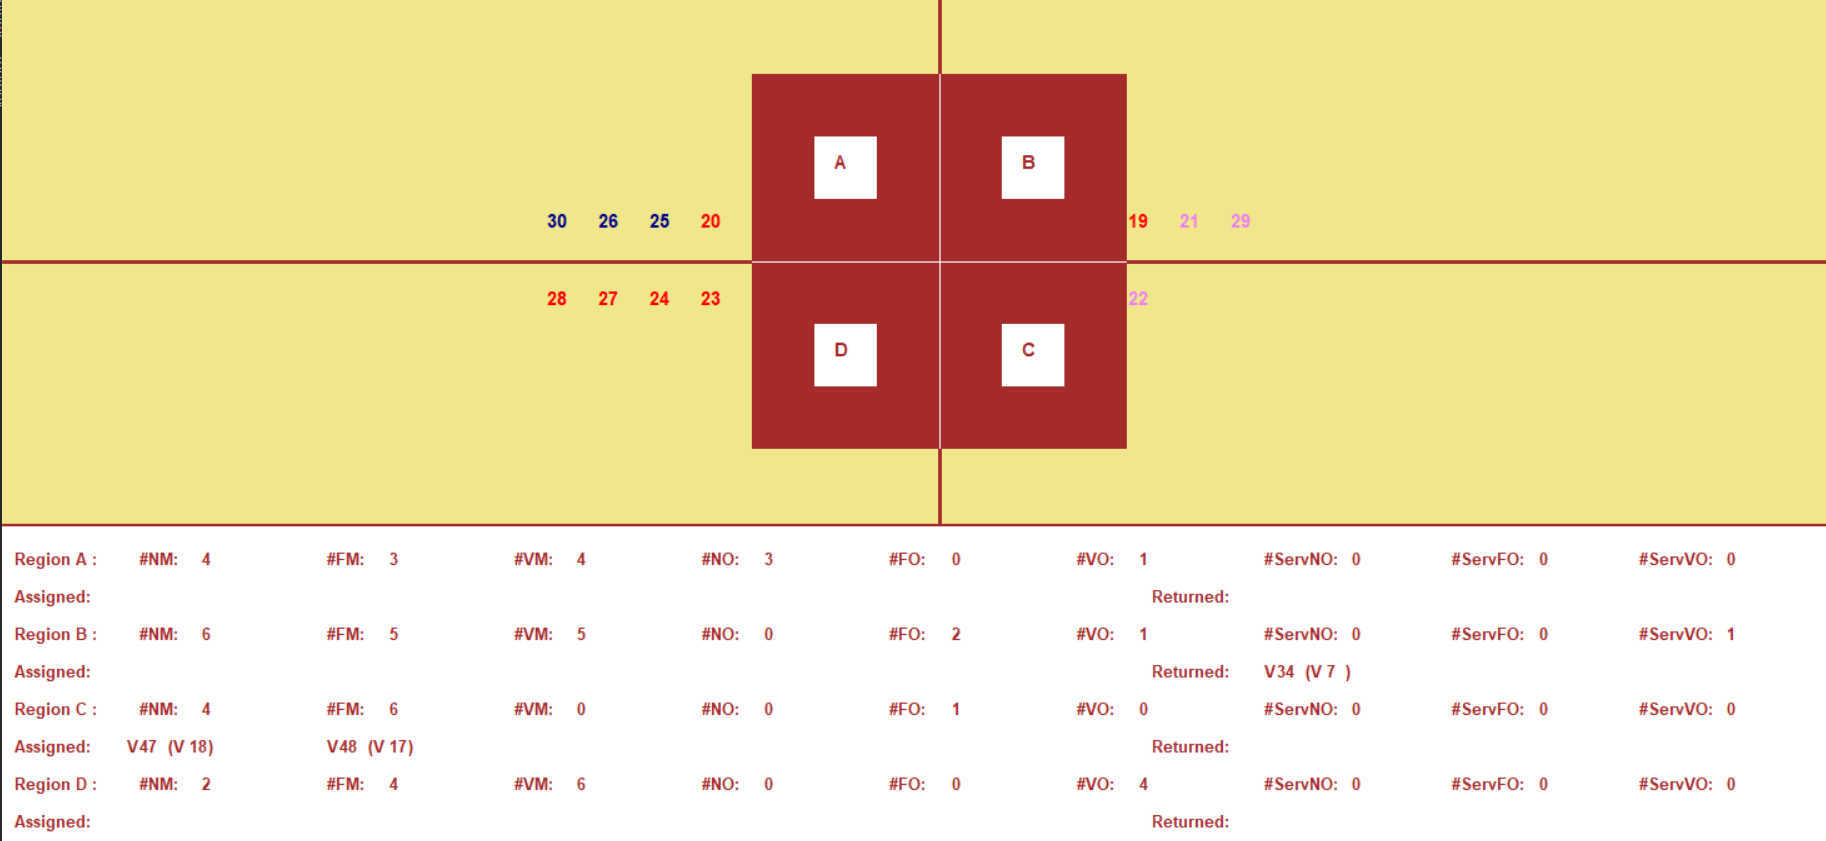 A B
30 26 25 20 19 21 29
28 27 24 23 22
D C
Region A : #NM: 4 #FM: 3 #VM: 4 #NO: 3 #FO: 0 #VO: 1 #ServNO: 0 #ServFO: 0 #ServVO: 0
Assigned: Returned:
Region B : #NM: 6 #FM: 5 #VM: 5 #NO: 0 #FO: 2 #VO: 1 #ServNO: 0 #ServFO: 0 #ServVO: 1
Assigned: Returned: V34 (V 7 )
Region C : #NM: 4 #FM: 6 #VM: 0 #NO: 0 #FO: 1 #VO: 0 #ServNO: 0 #ServFO: 0 #ServVO: 0
Assigned: V47 (V 18) V48 (V 17) Returned:
Region D : #NM: 2 #FM: 4 #VM: 6 #NO: 0 #FO: 0 #VO: 4 #ServNO: 0 #ServFO: 0 #ServVO: 0
Assigned: Returned: